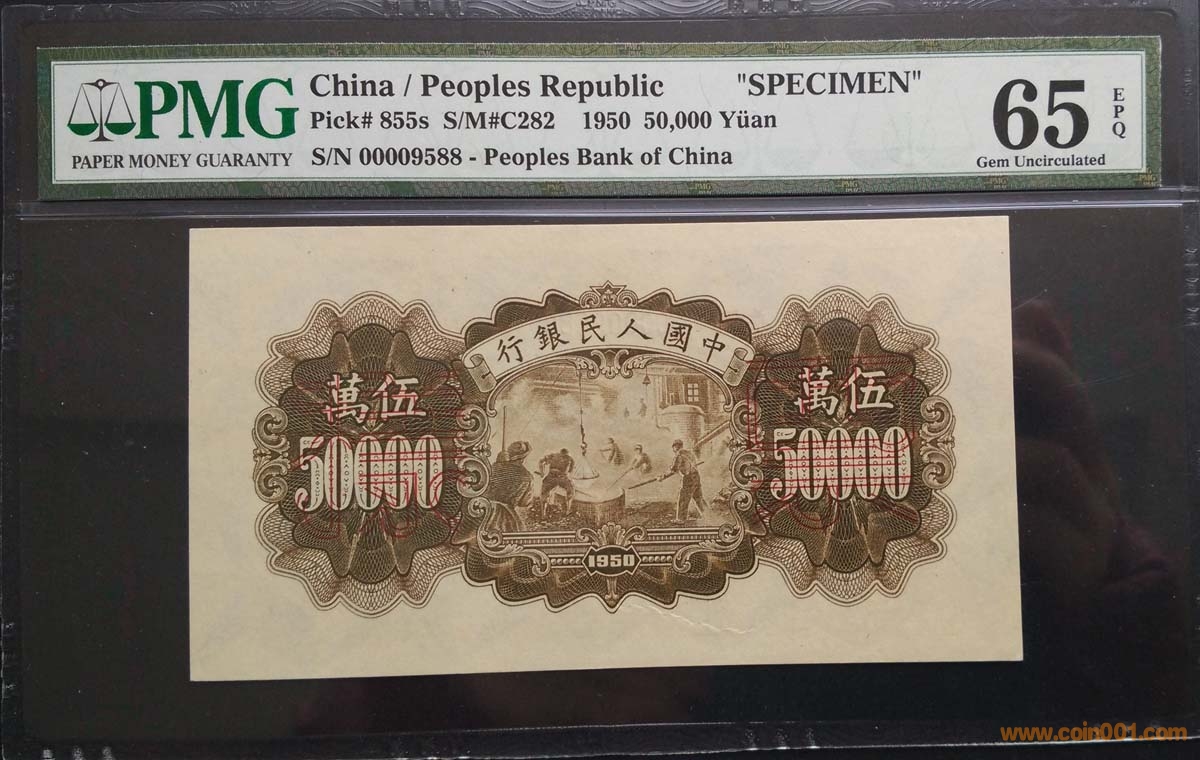 PMG
PAPER MONEY GUARANTY
China / Peoples Republic "SPECIMEN"
Pick# 855s S/M#C282 1950 50,000 Yüan
S/N 00009588 - Peoples Bank of China
65
EPQ
Gem Uncirculated
行銀民人國中
萬伍
50000
萬伍
50000
1950
www.coin001.com